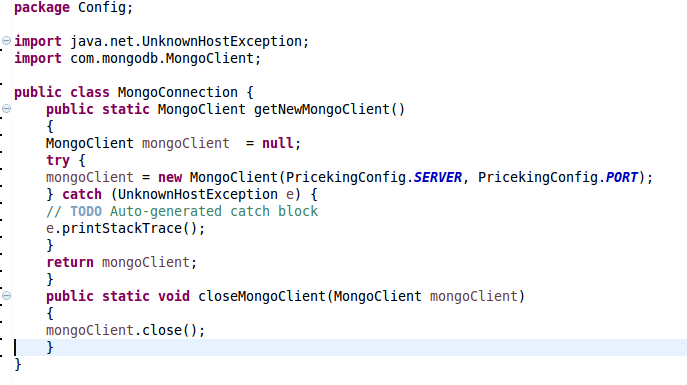 package Config;
import java.net.UnknownHostException;
import com.mongodb.MongoClient;
public class MongoConnection {
public static MongoClient getNewMongoClient()
{
MongoClient mongoClient  = null;
try {
mongoClient = new MongoClient(PricekingConfig.SERVER, PricekingConfig.PORT);
} catch (UnknownHostException e) {
// TODO Auto-generated catch block
e.printStackTrace();
}
return mongoClient;
}
public static void closeMongoClient(MongoClient mongoClient)
{
mongoClient.close();
}
}